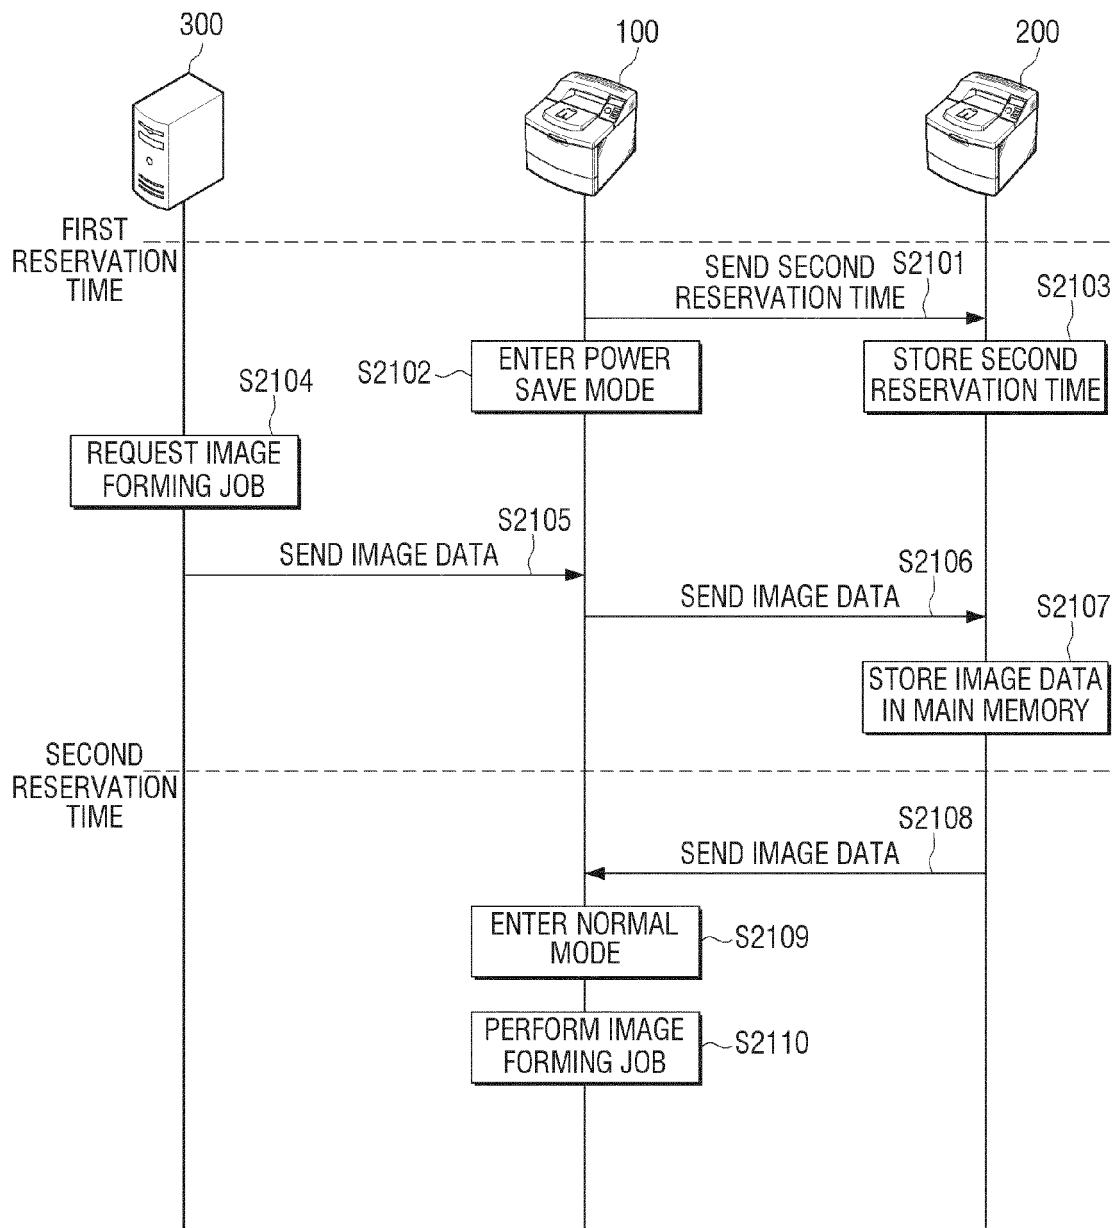 300
100
200
FIRST
RESERVATION
TIME
SEND SECOND
RESERVATION TIME
S2101
S2103
S2102
ENTER POWER
SAVE MODE
STORE SECOND
RESERVATION TIME
S2104
REQUEST IMAGE
FORMING JOB
S2105
SEND IMAGE DATA
S2106
SEND IMAGE DATA
S2107
STORE IMAGE DATA
IN MAIN MEMORY
SECOND
RESERVATION
TIME
S2108
SEND IMAGE DATA
ENTER NORMAL
MODE
S2109
PERFORM IMAGE
FORMING JOB
S2110